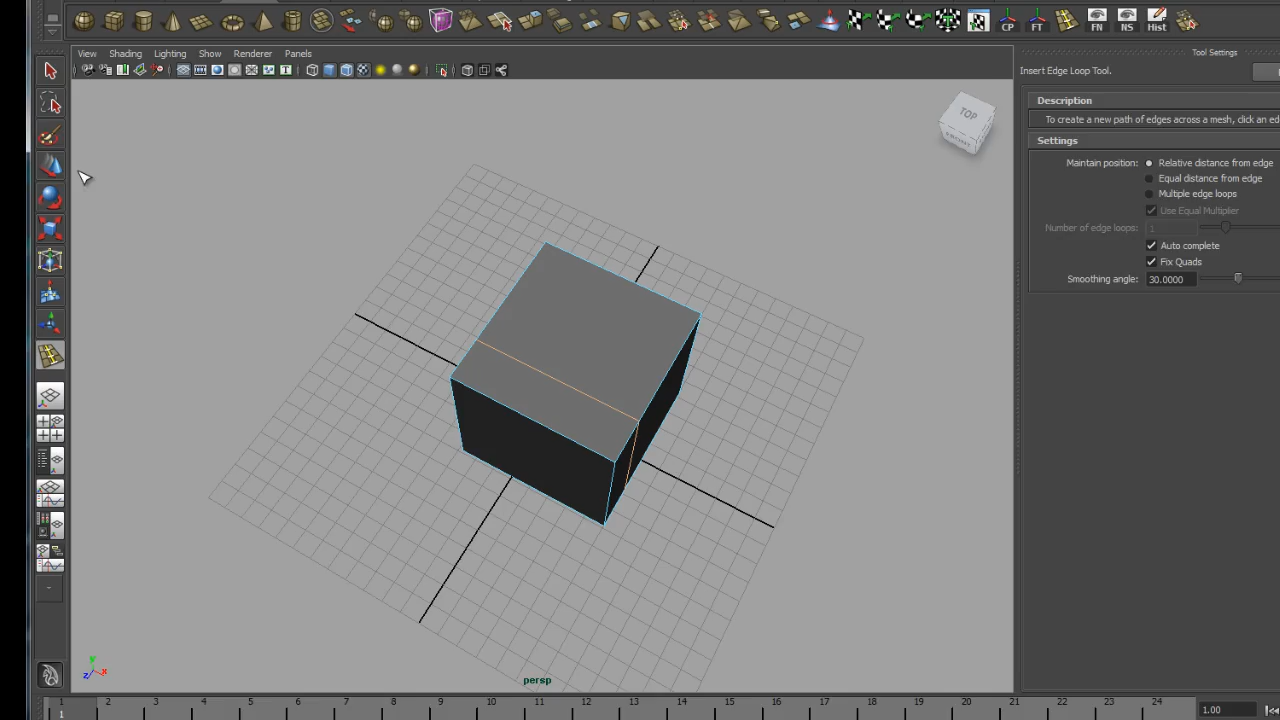 CP FT FN NS Hist
View Shading Lighting Show Renderer Panels
Tool Settings
Insert Edge Loop Tool.
Description
To create a new path of edges across a mesh, click an ed
Settings
Maintain position: Relative distance from edge
Equal distance from edge
Multiple edge loops
Use Equal Multiplier
Number of edge loops: 1
Auto complete
Fix Quads
Smoothing angle: 30.0000
TOP
y
z x
persp
1 2 3 4 5 6 7 8 9 10 11 12 13 14 15 16 17 18 19 20 21 22 23 24
1 1.00